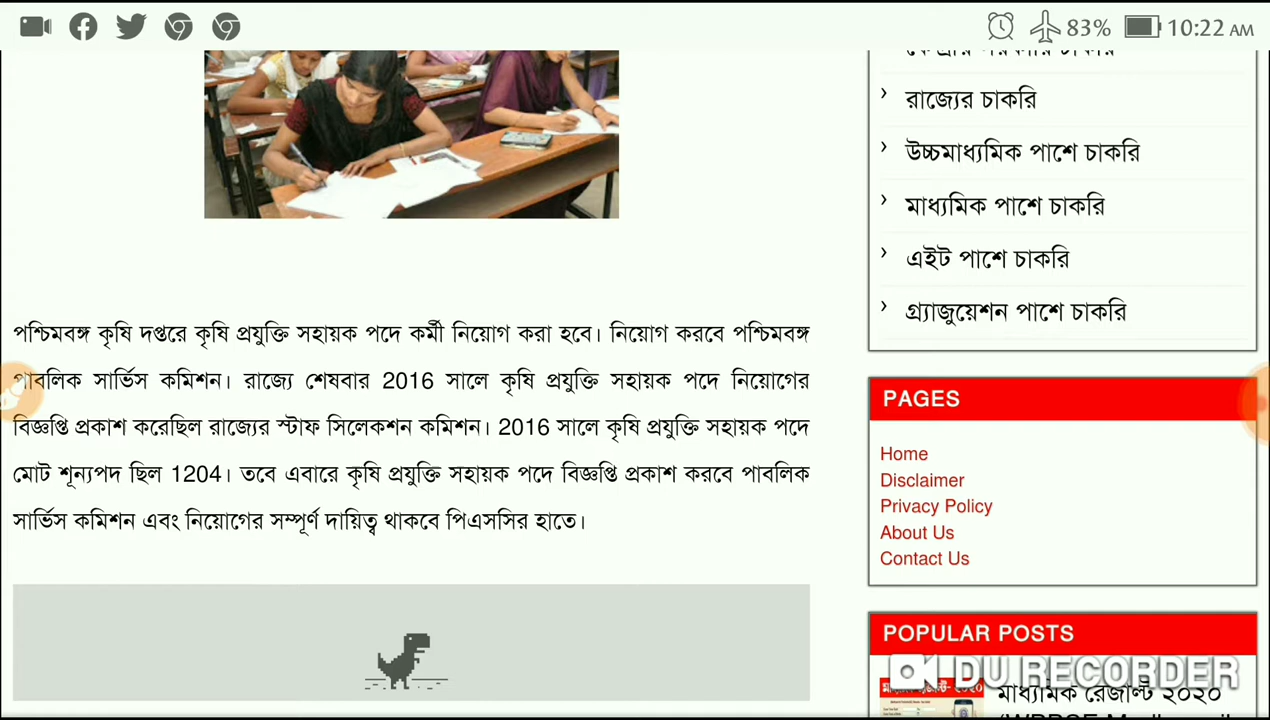 83% 10:22 AM
রাজ্যের চাকরি
উচ্চমাধ্যমিক পাশে চাকরি
মাধ্যমিক পাশে চাকরি
এইট পাশে চাকরি
গ্র্যাজুয়েশন পাশে চাকরি
পশ্চিমবঙ্গ কৃষি দপ্তরে কৃষি প্রযুক্তি সহায়ক পদে কর্মী নিয়োগ করা হবে। নিয়োগ করবে পশ্চিমবঙ্গ
পাবলিক সার্ভিস কমিশন। রাজ্যে শেষবার 2016 সালে কৃষি প্রযুক্তি সহায়ক পদে নিয়োগের
বিজ্ঞপ্তি প্রকাশ করেছিল রাজ্যের স্টাফ সিলেকশন কমিশন। 2016 সালে কৃষি প্রযুক্তি সহায়ক পদে
মোট শূন্যপদ ছিল 1204। তবে এবারে কৃষি প্রযুক্তি সহায়ক পদে বিজ্ঞপ্তি প্রকাশ করবে পাবলিক
সার্ভিস কমিশন এবং নিয়োগের সম্পূর্ণ দায়িত্ব থাকবে পিএসসির হাতে।
PAGES
Home
Disclaimer
Privacy Policy
About Us
Contact Us
POPULAR POSTS
DU RECORDER
মাধ্যমিক রেজাল্ট ২০২০